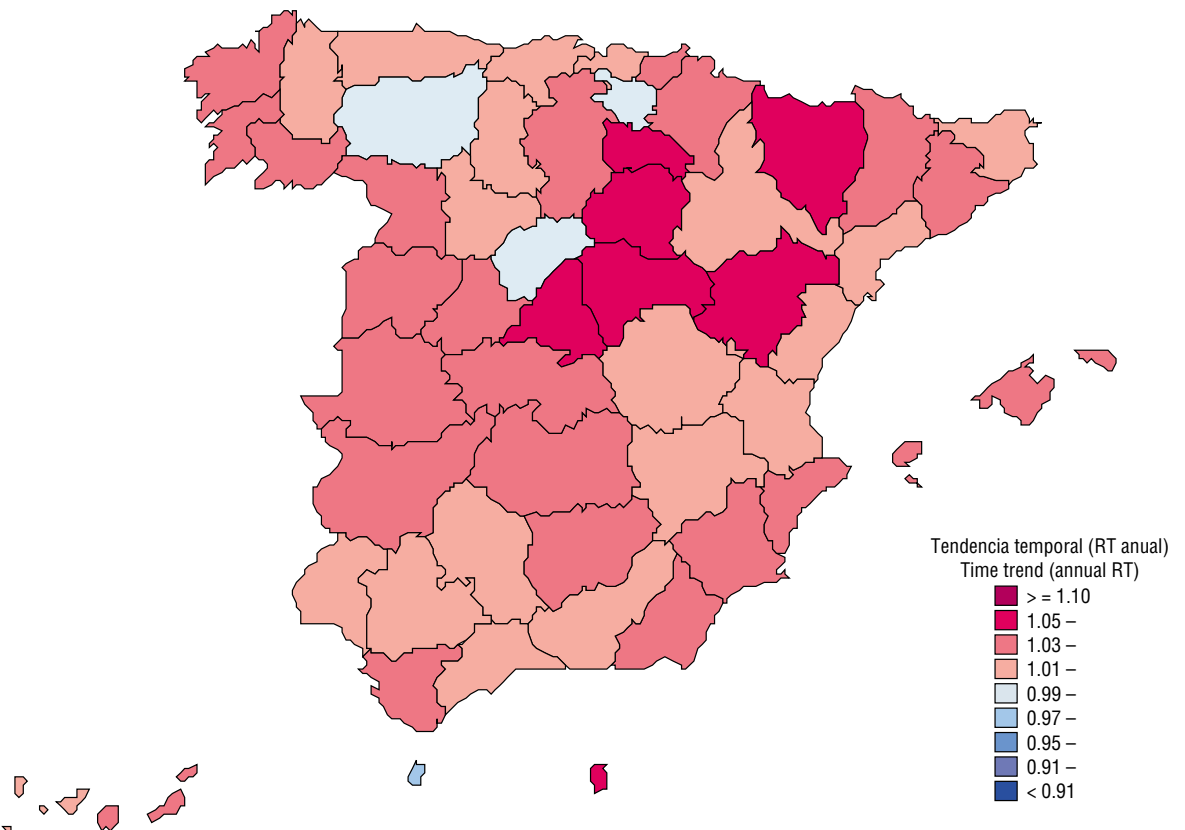 Tendencia temporal (RT anual)
Time trend (annual RT)
> = 1.10
1.05 –
1.03 –
1.01 –
0.99 –
0.97 –
0.95 –
0.91 –
< 0.91